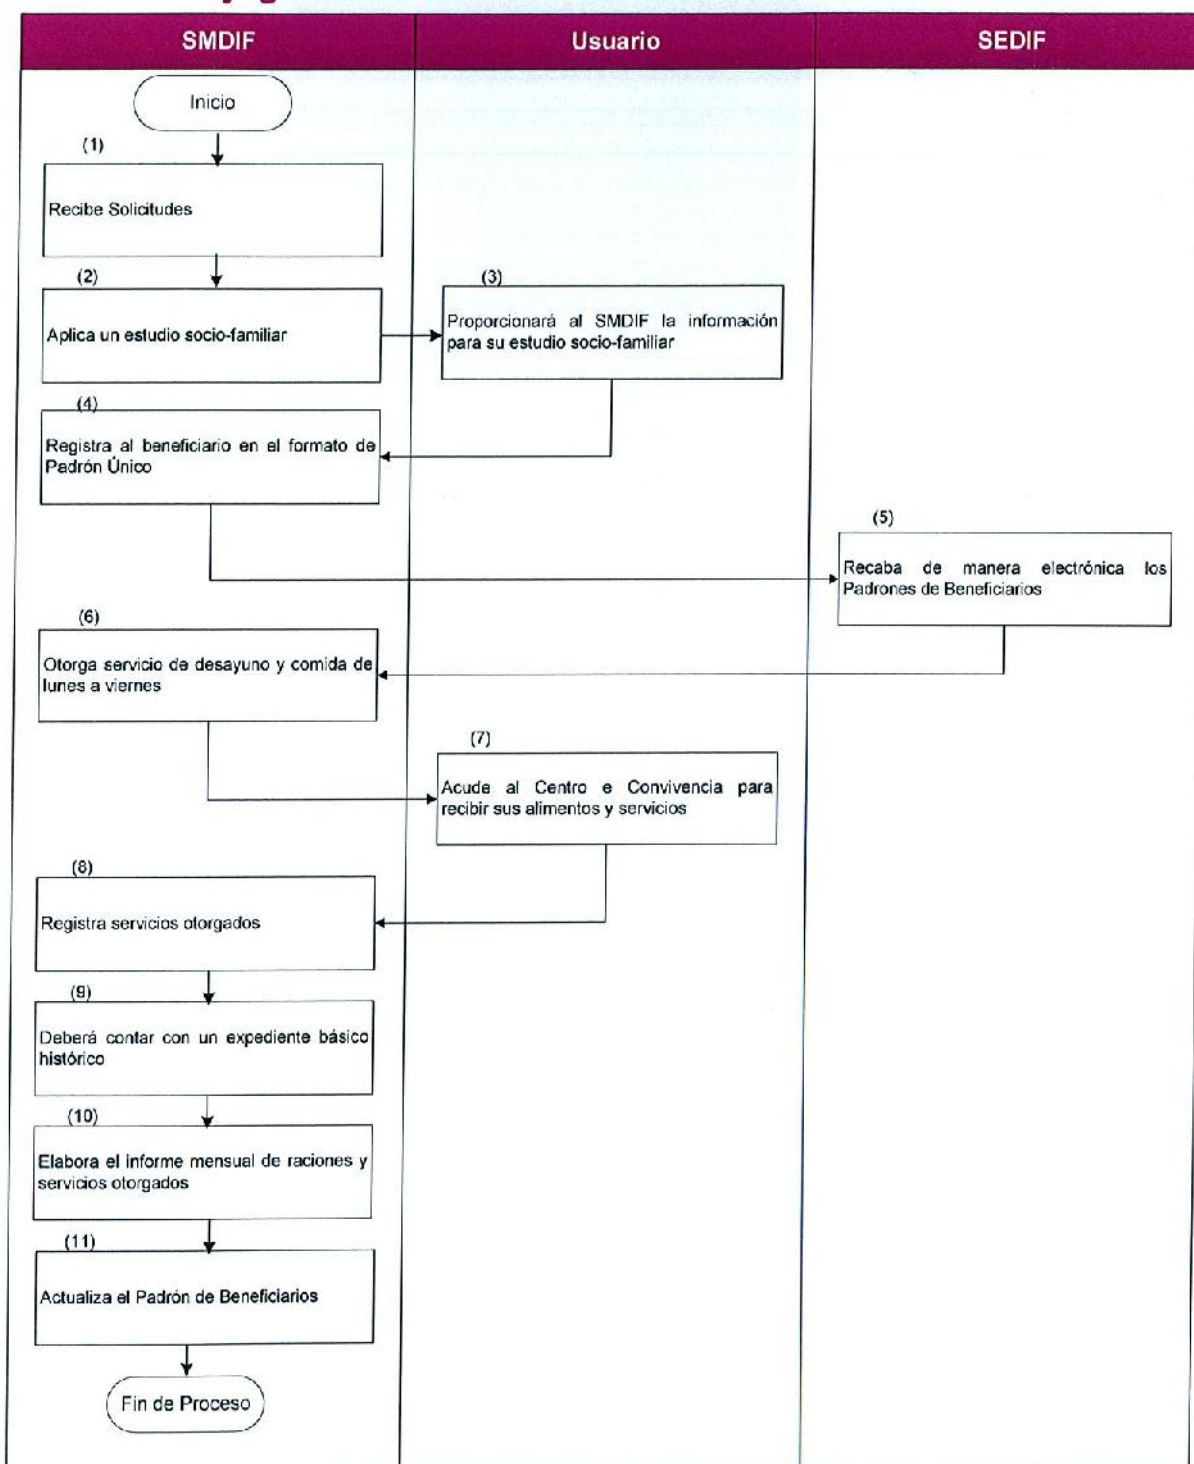 SMDIF
Usuario
SEDIF
Inicio
(1)
Recibe Solicitudes
(2)
Aplica un estudio socio-familiar
(3)
Proporcionará al SMDIF la información
para su estudio socio-familiar
(4)
Registra al beneficiario en el formato de
Padrón Único
(5)
Recaba de manera electrónica los
Padrones de Beneficiarios
(6)
Otorga servicio de desayuno y comida de
lunes a viernes
(7)
Acude al Centro e Convivencia para
recibir sus alimentos y servicios
(8)
Registra servicios otorgados
(9)
Deberá contar con un expediente básico
histórico
(10)
Elabora el informe mensual de raciones y
servicios otorgados
(11)
Actualiza el Padrón de Beneficiarios
Fin de Proceso